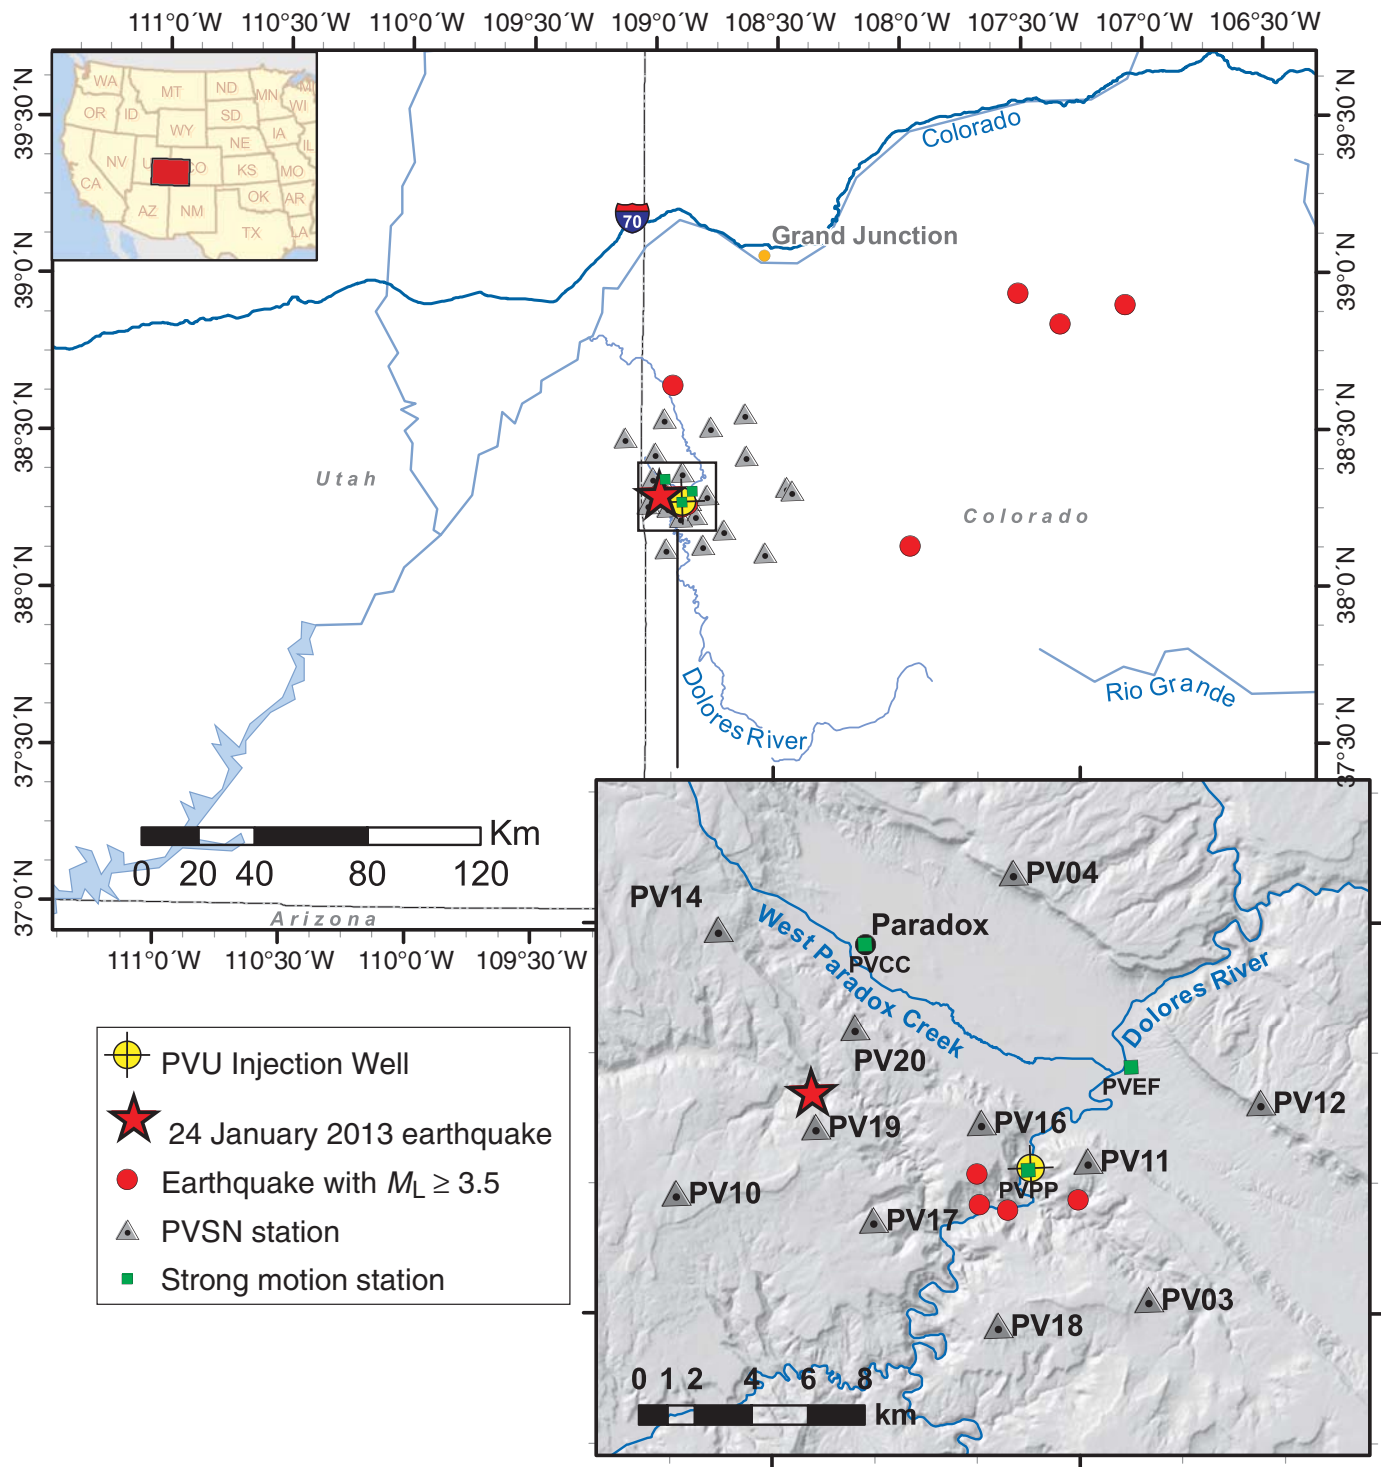 111°0'W 110°30'W 110°0'W 109°30'W 109°0'W 108°30'W 108°0'W 107°30'W 107°0'W 106°30'W
39°30'N
39°0'N
38°30'N
38°0'N
37°30'N
37°0'N
39°30'N
39°0'N
38°30'N
38°0'N
37°30'N
WA
MT
ND
MN
OR
ID
SD
WI
WY
IA
NE
IL
NV
U
CO
KS
MO
CA
OK
AR
AZ
NM
TX
LA
Colorado
70
Grand Junction
Utah
Colorado
Dolores River
Rio Grande
Km
0 20 40 80 120
Arizona
111°0'W 110°30'W 110°0'W 109°30'W
PV04
PV14
Paradox
PVCC
West Paradox Creek
Dolores River
PV20
PVEF
PV12
PV19
PV16
PV11
PVPP
PV10
PV17
PV03
PV18
0 1 2 4 6 8
km
PVU Injection Well
24 January 2013 earthquake
Earthquake with ML ≥ 3.5
PVSN station
Strong motion station